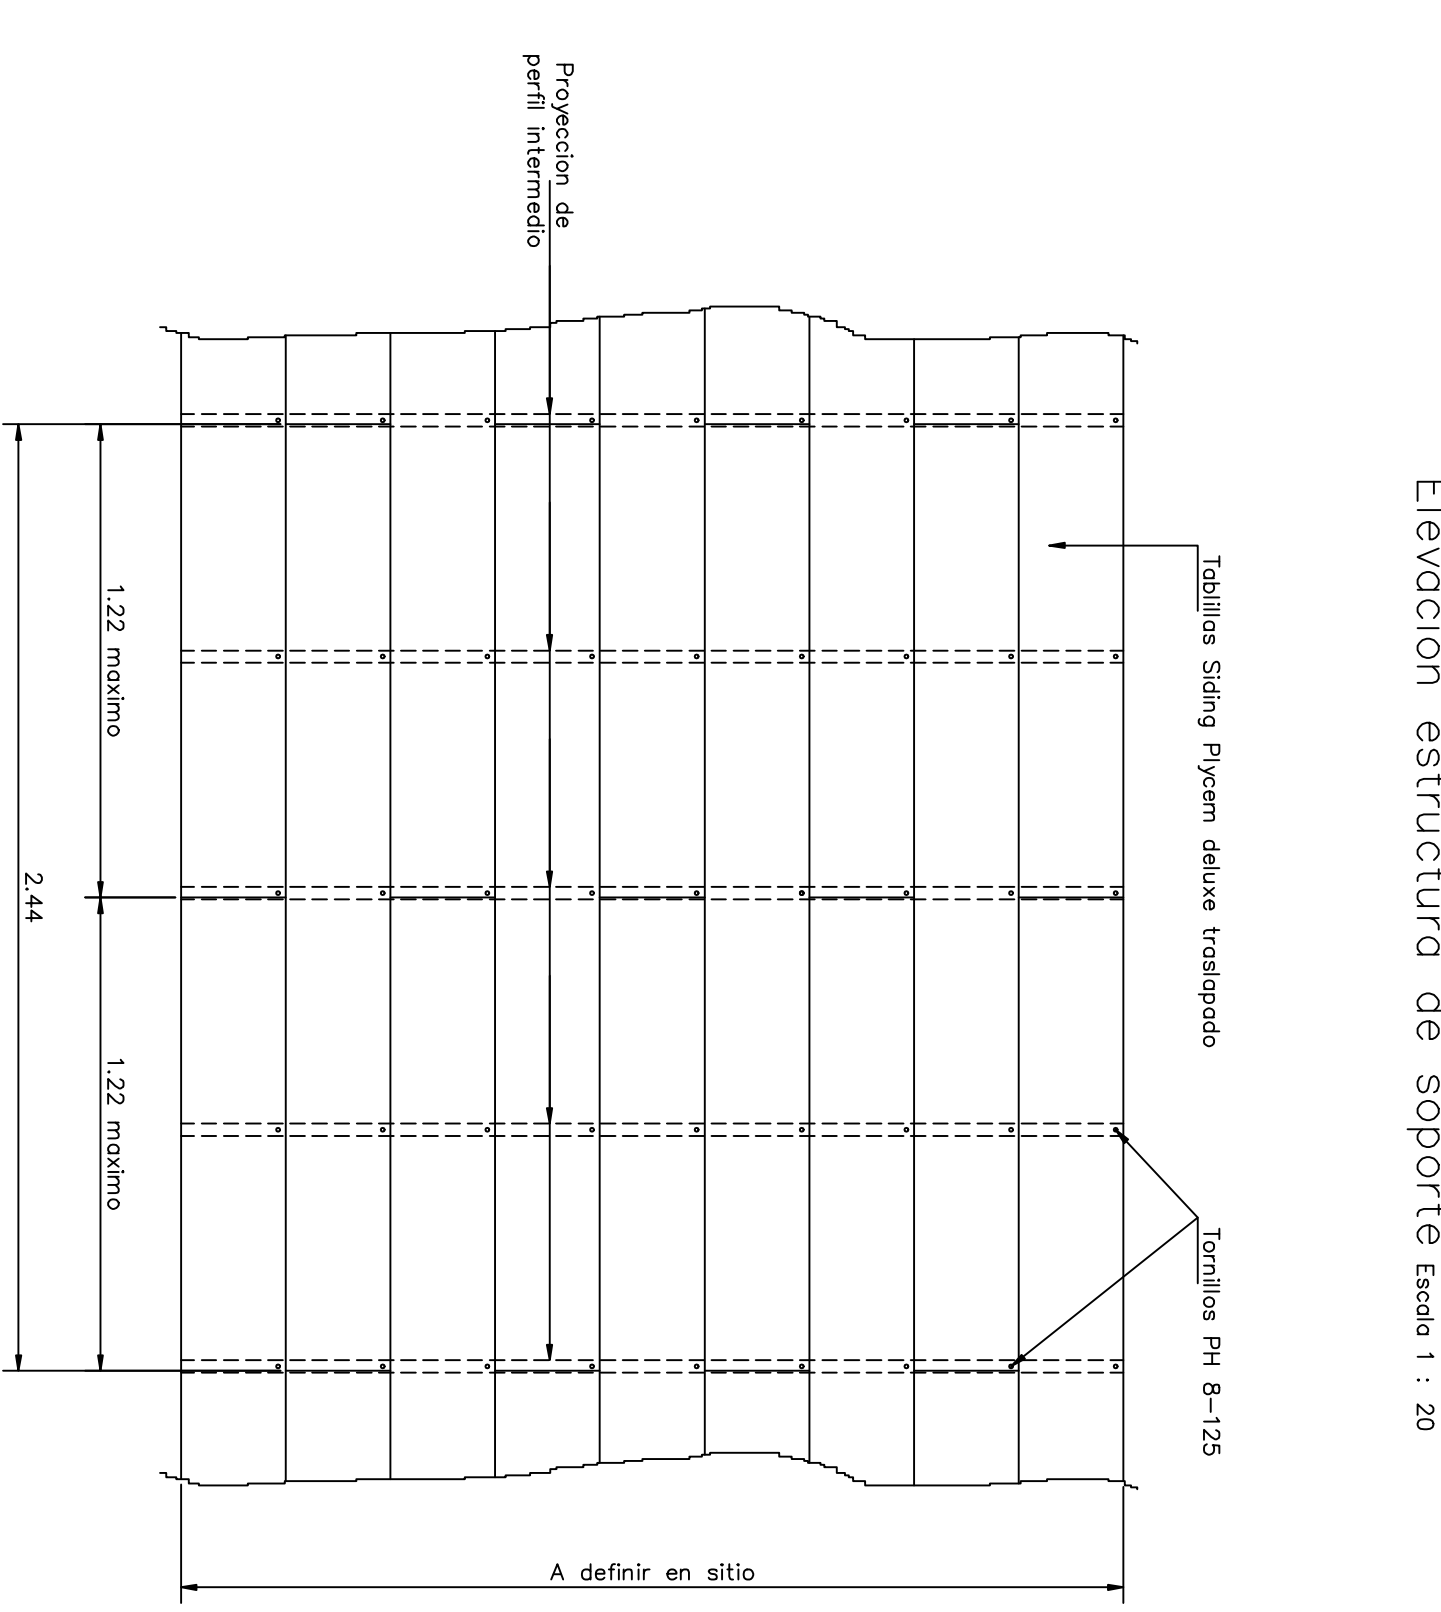 Elevacion estructura de soporte Escala 1 : 20
Tablillas Siding Plycem deluxe traslapado
Tornillos PH 8-125
Proyeccion de
perfil intermedio
1.22 maximo
1.22 maximo
2.44
A definir en sitio